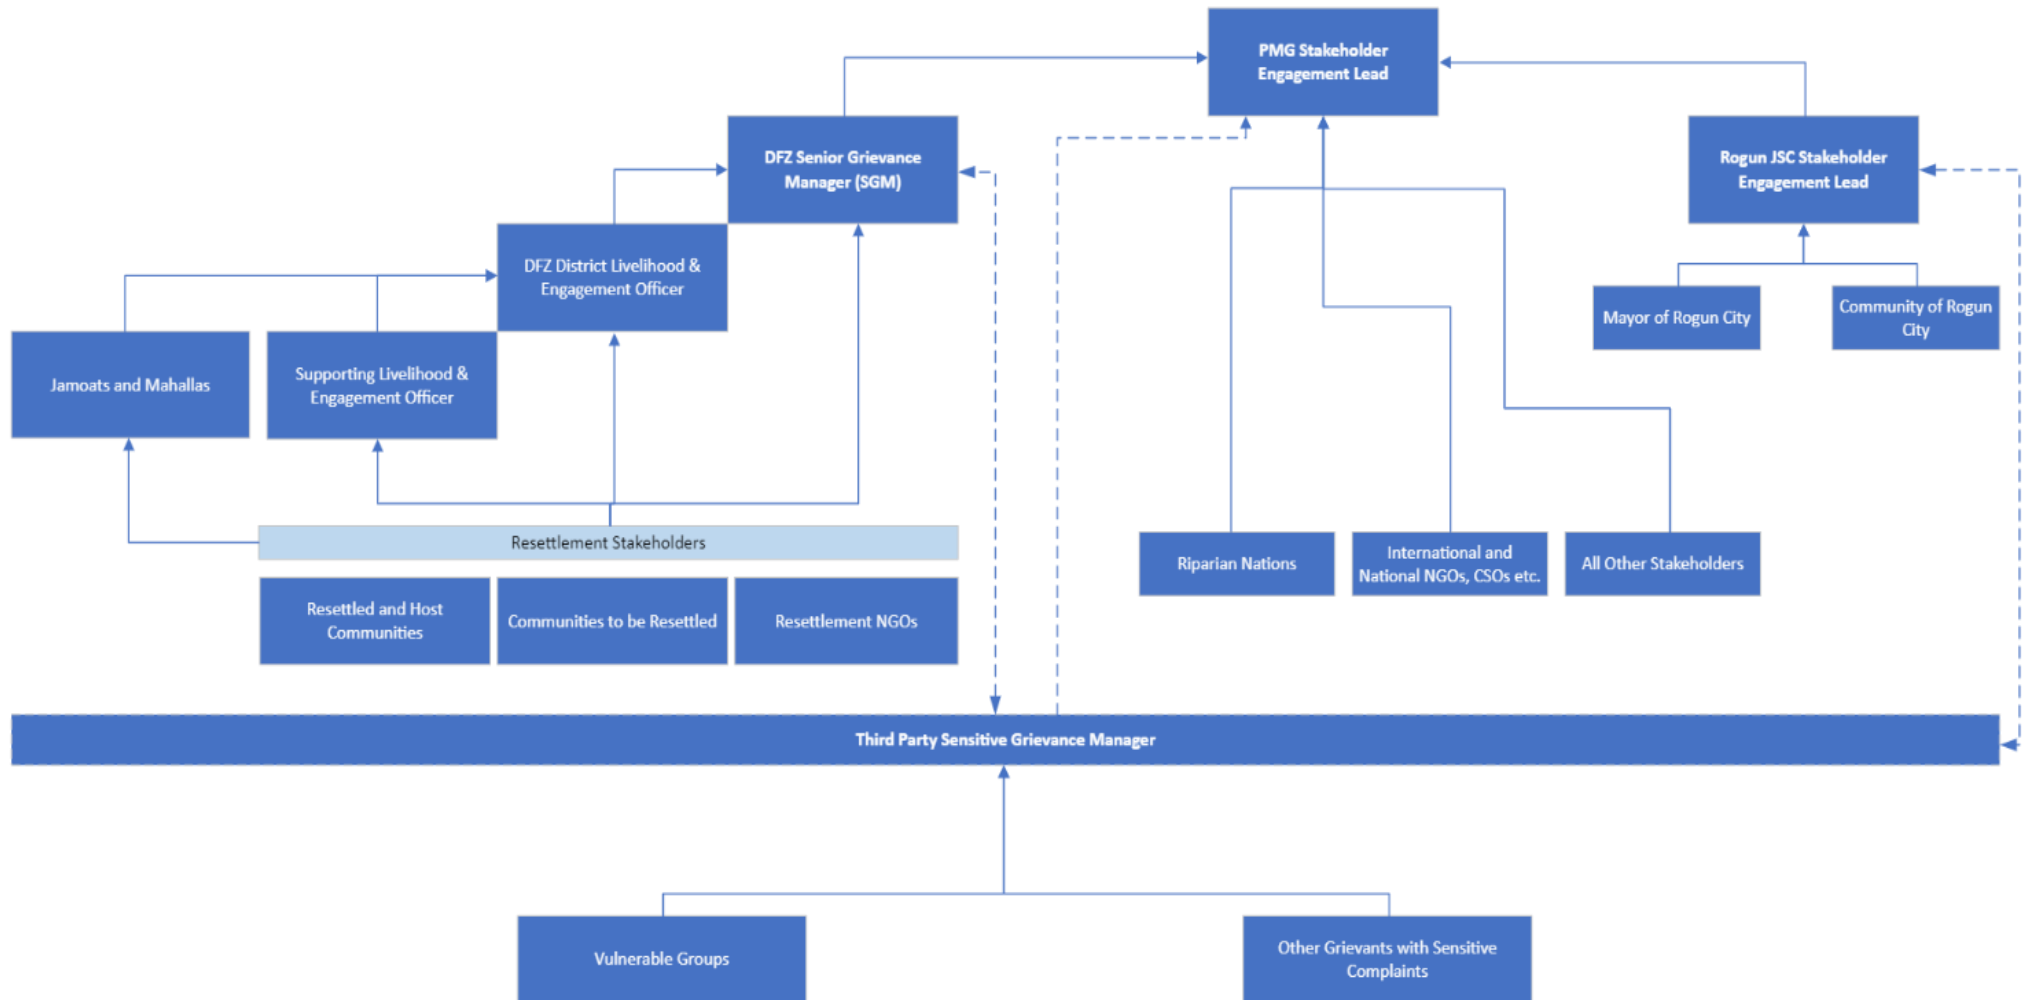 PMG Stakeholder
Engagement Lead
DFZ Senior Grievance
Manager (SGM)
Rogun JSC Stakeholder
Engagement Lead
DFZ District Livelihood &
Engagement Officer
Mayor of Rogun City
Community of Rogun
City
Jamoats and Mahallas
Supporting Livelihood &
Engagement Officer
Resettlement Stakeholders
Riparian Nations
International and
National NGOs, CSOs etc.
All Other Stakeholders
Resettled and Host
Communities
Communities to be Resettled
Resettlement NGOs
Third Party Sensitive Grievance Manager
Vulnerable Groups
Other Grievants with Sensitive
Complaints